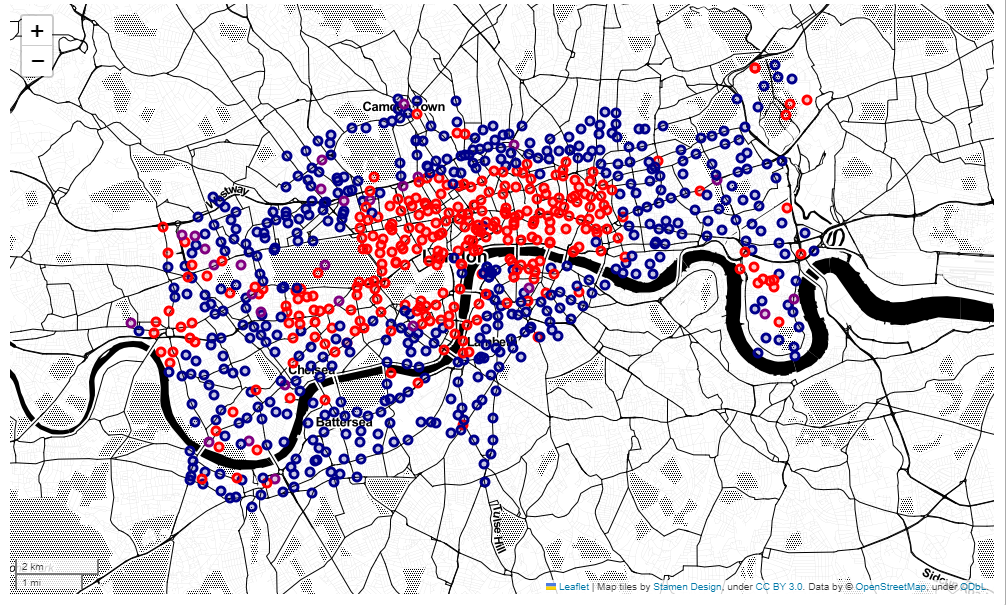 +
−
Camden Town
Westway
London
Lambeth
Chelsea
Battersea
Tulse Hill
2 km
1 mi
Leaflet | Map tiles by Stamen Design, under CC BY 3.0. Data by © OpenStreetMap, under ODbL.